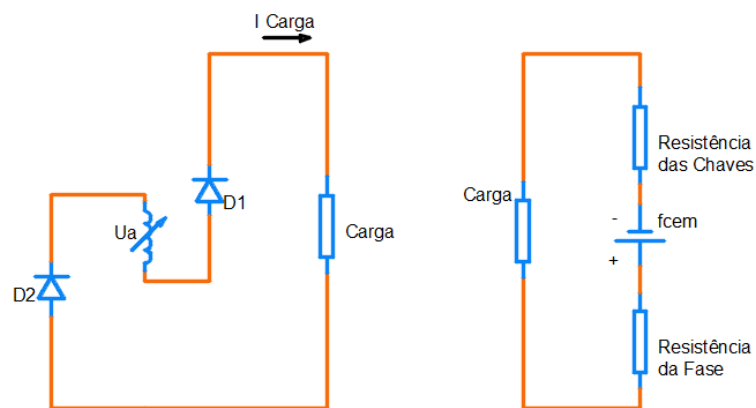 I Carga
D1
Ua
Carga
D2
Resistência
das Chaves
Carga
-
fcem
+
Resistência
da Fase